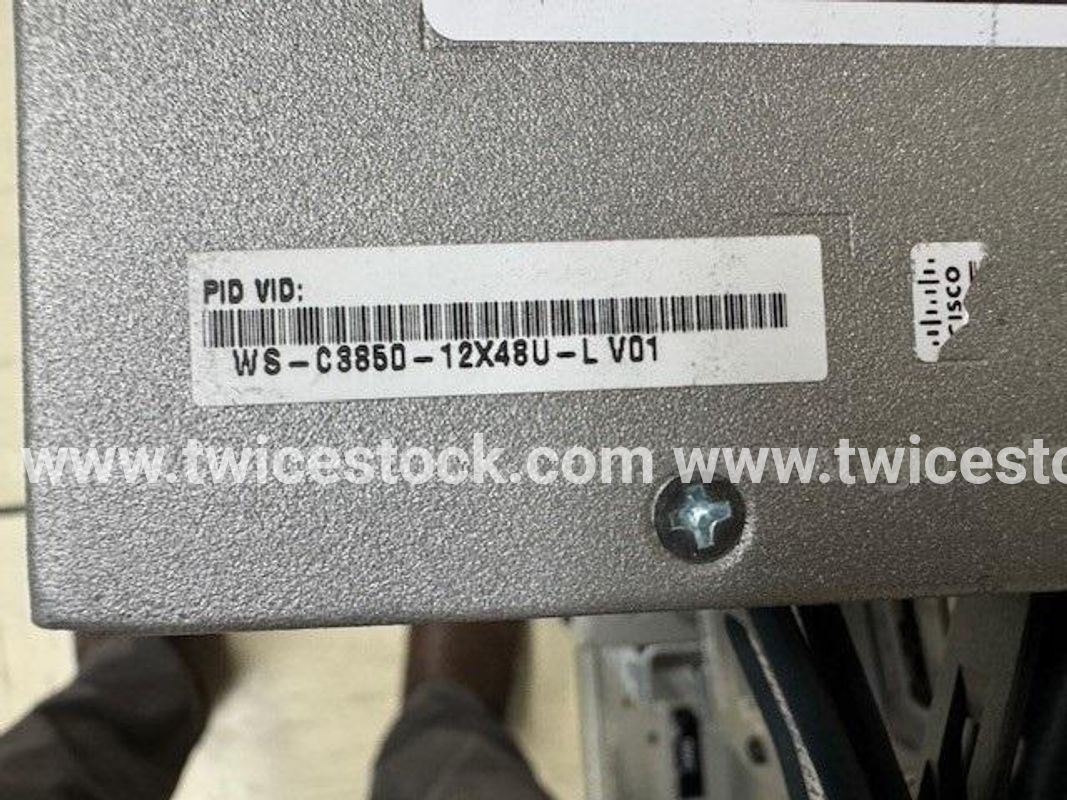 PID VID:
WS-C3850-12X48U-L V01
CISCO
www.twicestock.com www.twicesto